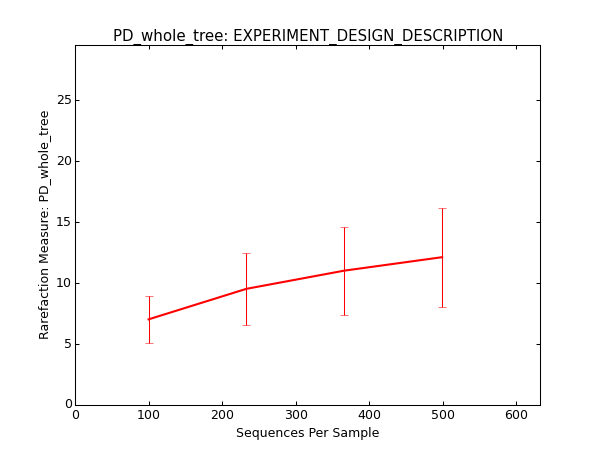 PD_whole_tree: EXPERIMENT_DESIGN_DESCRIPTION
Rarefaction Measure: PD_whole_tree
25
20
15
10
5
0
0 100 200 300 400 500 600
Sequences Per Sample